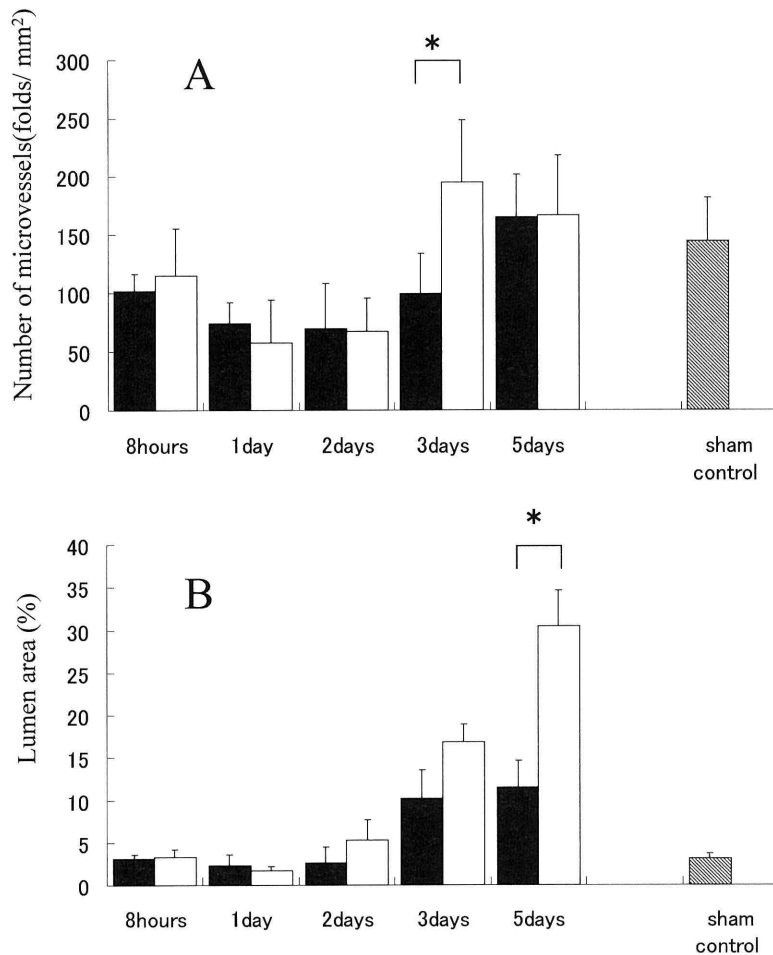 A
*
Number of microvessels(folds/ mm²)
300
250
200
150
100
50
0
8hours
1day
2days
3days
5days
sham
control
B
*
Lumen area (%)
40
35
30
25
20
15
10
5
0
8hours
1day
2days
3days
5days
sham
control